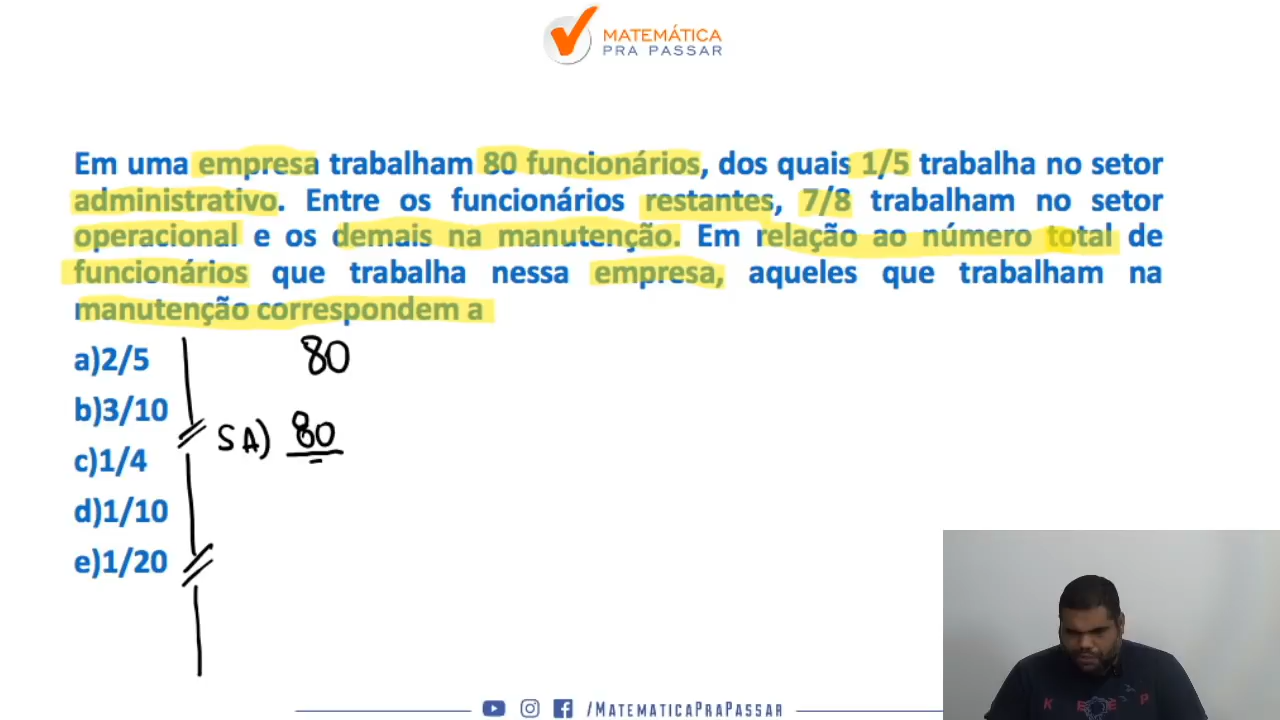 MATEMÁTICA
PRA PASSAR
Em uma empresa trabalham 80 funcionários, dos quais 1/5 trabalha no setor
administrativo. Entre os funcionários restantes, 7/8 trabalham no setor
operacional e os demais na manutenção. Em relação ao número total de
funcionários que trabalha nessa empresa, aqueles que trabalham na
manutenção correspondem a
a)2/5
80
b)3/10
SA) 80
c)1/4
d)1/10
e)1/20
KEEP
/MATEMATICAPRAPASSAR